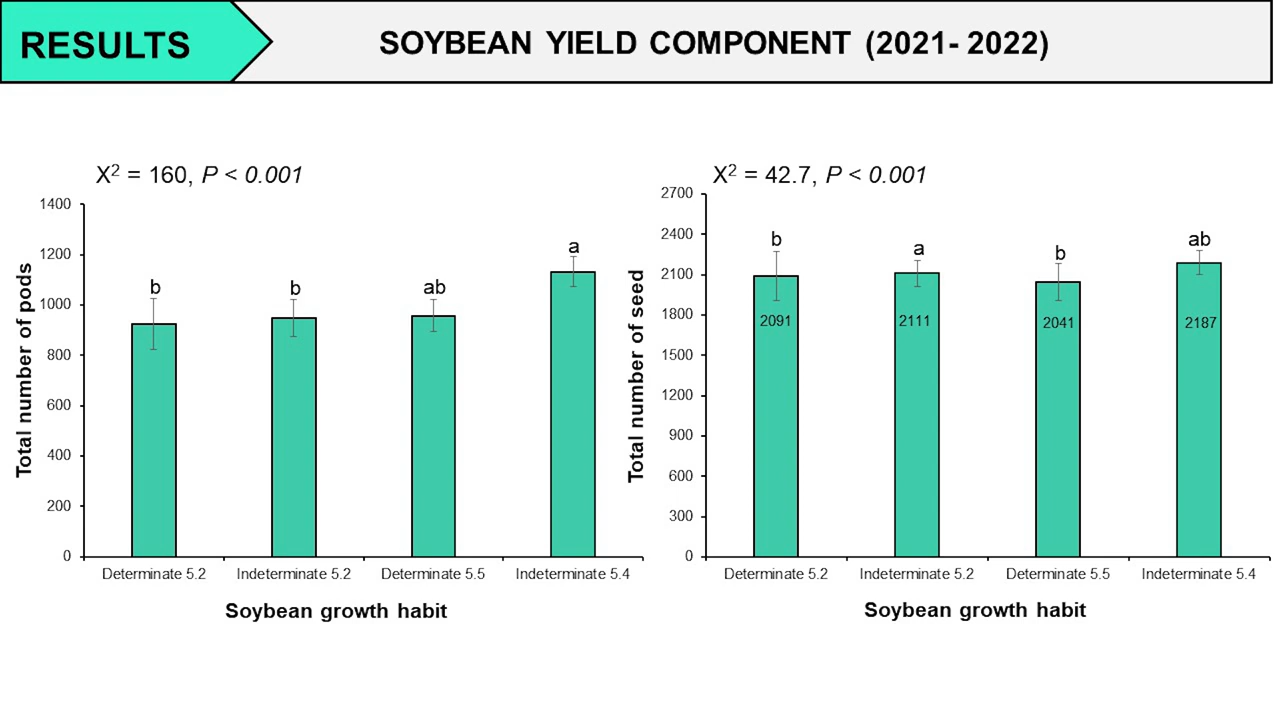 RESULTS
SOYBEAN YIELD COMPONENT (2021- 2022)
X² = 160, P < 0.001
1400
1200
1000
800
600
400
200
0
Total number of pods
b
b
ab
a
Determinate 5.2
Indeterminate 5.2
Determinate 5.5
Indeterminate 5.4
Soybean growth habit
X² = 42.7, P < 0.001
2700
2400
2100
1800
1500
1200
900
600
300
0
Total number of seed
b
a
b
ab
2091
2111
2041
2187
Determinate 5.2
Indeterminate 5.2
Determinate 5.5
Indeterminate 5.4
Soybean growth habit